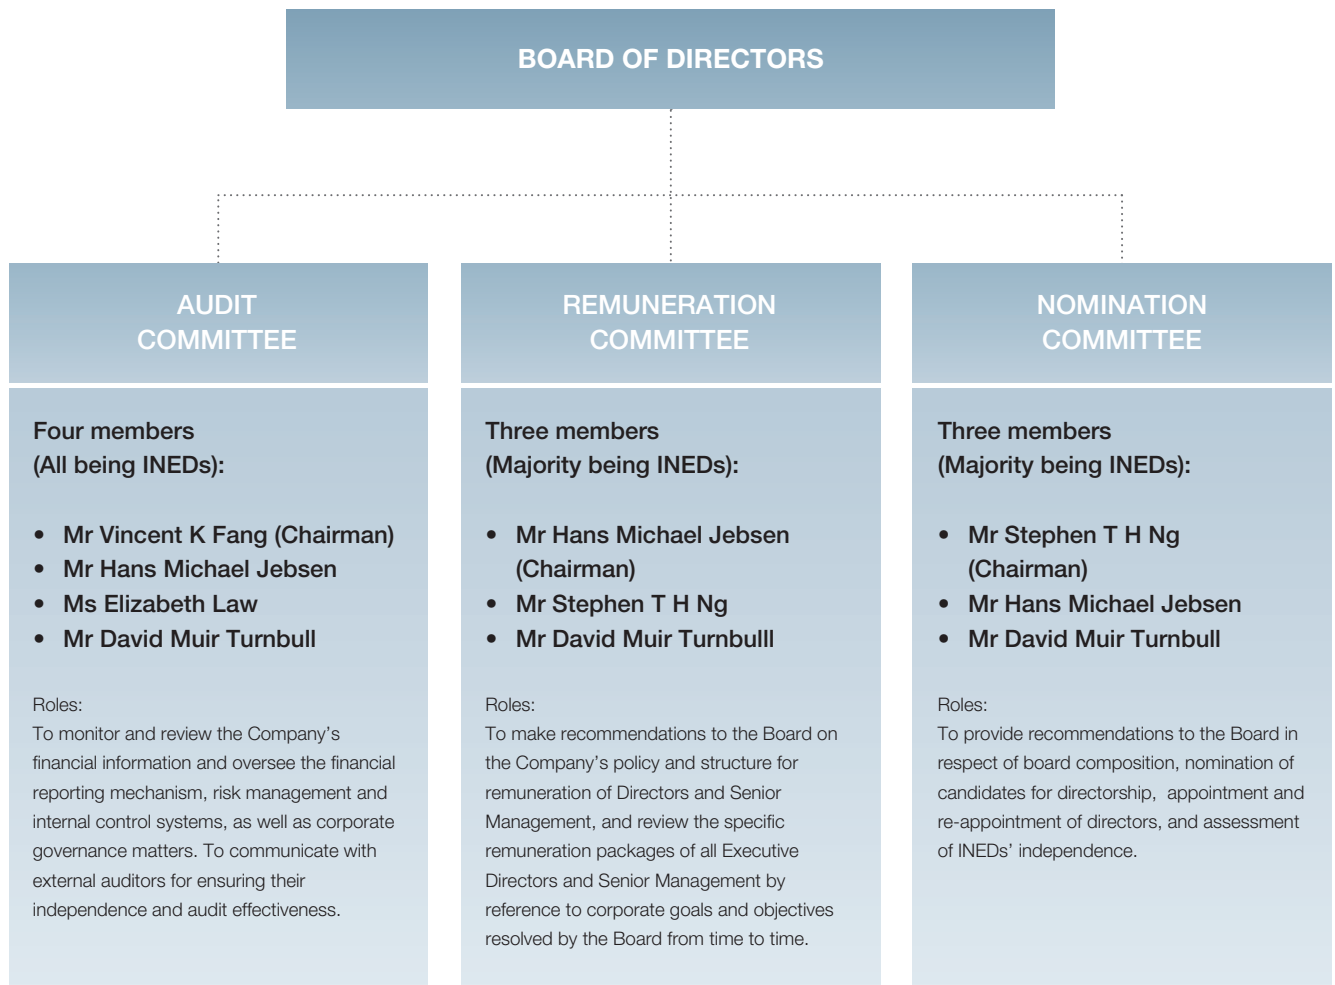 BOARD OF DIRECTORS
AUDIT
COMMITTEE
Four members
(All being INEDs):
• Mr Vincent K Fang (Chairman)
• Mr Hans Michael Jebsen
• Ms Elizabeth Law
• Mr David Muir Turnbull
Roles:
To monitor and review the Company’s
financial information and oversee the financial
reporting mechanism, risk management and
internal control systems, as well as corporate
governance matters. To communicate with
external auditors for ensuring their
independence and audit effectiveness.
REMUNERATION
COMMITTEE
Three members
(Majority being INEDs):
• Mr Hans Michael Jebsen
(Chairman)
• Mr Stephen T H Ng
• Mr David Muir Turnbulll
Roles:
To make recommendations to the Board on
the Company’s policy and structure for
remuneration of Directors and Senior
Management, and review the specific
remuneration packages of all Executive
Directors and Senior Management by
reference to corporate goals and objectives
resolved by the Board from time to time.
NOMINATION
COMMITTEE
Three members
(Majority being INEDs):
• Mr Stephen T H Ng
(Chairman)
• Mr Hans Michael Jebsen
• Mr David Muir Turnbull
Roles:
To provide recommendations to the Board in
respect of board composition, nomination of
candidates for directorship,  appointment and
re-appointment of directors, and assessment
of INEDs’ independence.